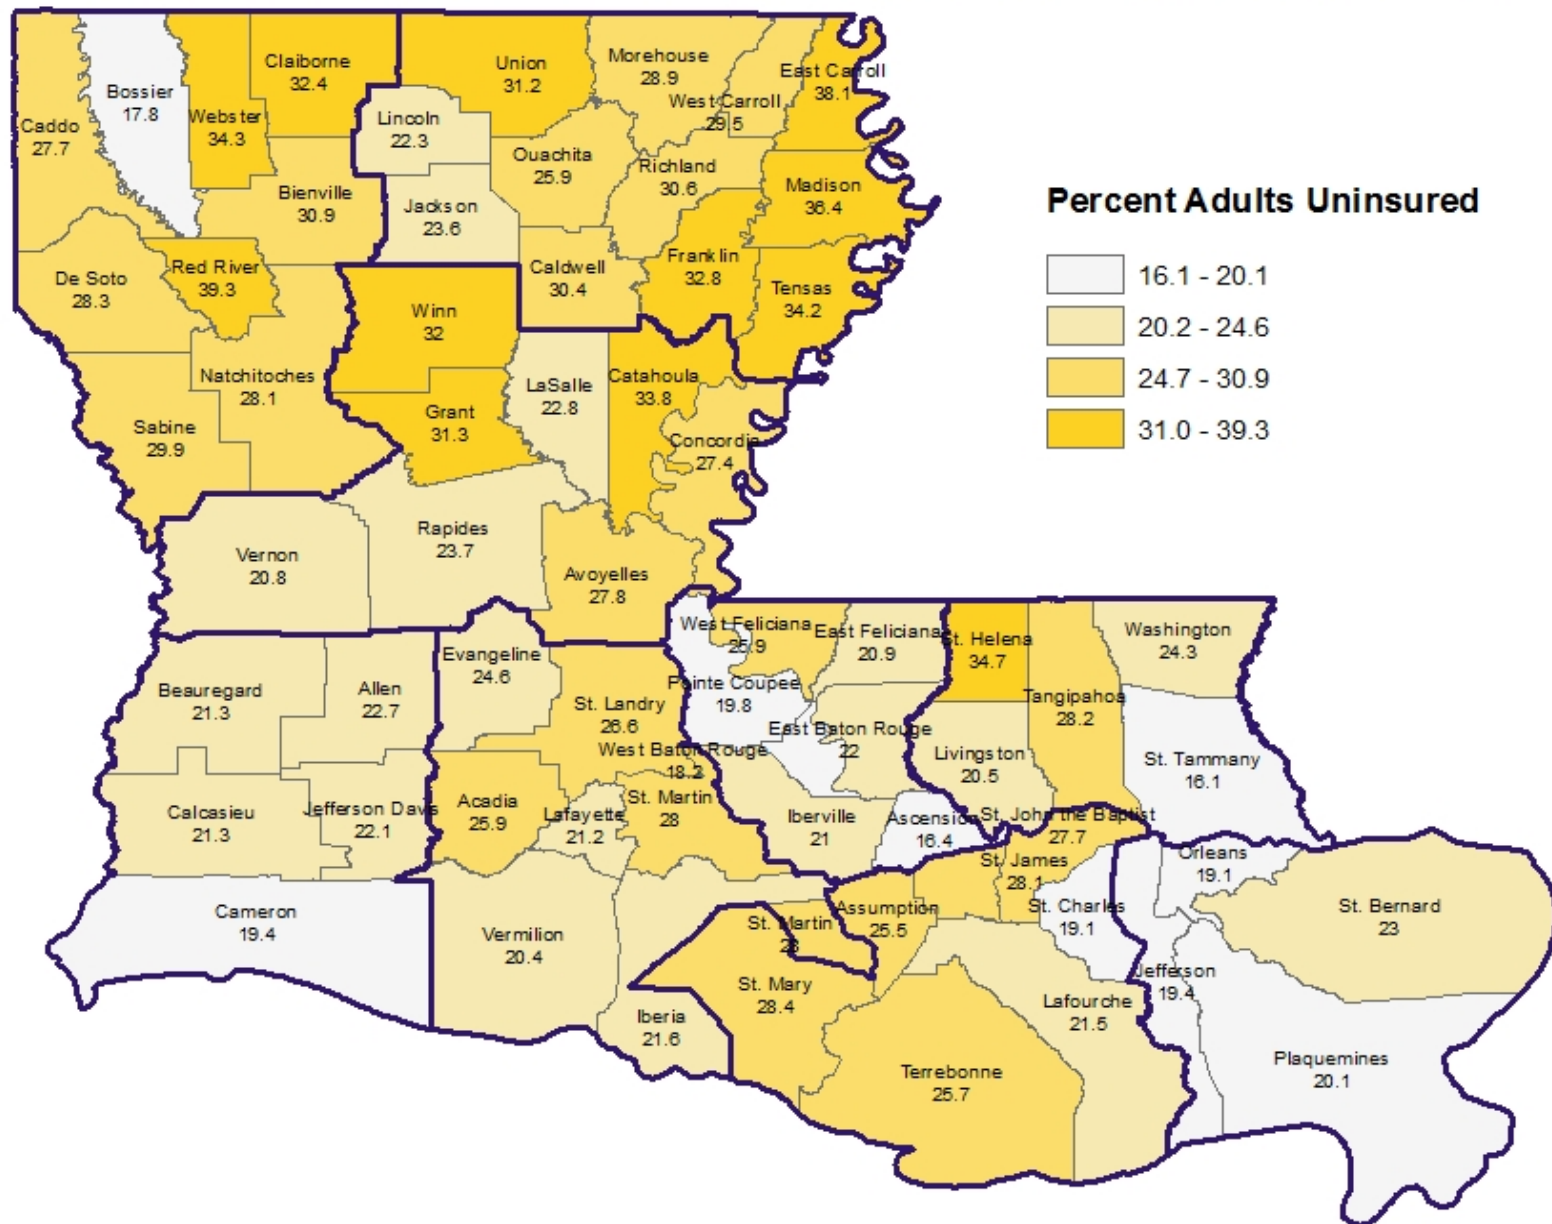 Percent Adults Uninsured
16.1 - 20.1
20.2 - 24.6
24.7 - 30.9
31.0 - 39.3
Caddo
27.7
Bossier
17.8
Webster
34.3
Claiborne
32.4
Bienville
30.9
Lincoln
22.3
Jackson
23.6
Union
31.2
Ouachita
25.9
Morehouse
28.9
West Carroll
29.5
East Carroll
38.1
Richland
30.6
Madison
36.4
Franklin
32.8
Tensas
34.2
Caldwell
30.4
De Soto
28.3
Red River
39.3
Natchitoches
28.1
Sabine
29.9
Winn
32
Grant
31.3
LaSalle
22.8
Catahoula
33.8
Concordia
27.4
Vernon
20.8
Rapides
23.7
Avoyelles
27.8
Beauregard
21.3
Allen
22.7
Calcasieu
21.3
Jefferson Davis
22.1
Cameron
19.4
Evangeline
24.6
St. Landry
26.6
Acadia
25.9
Lafayette
21.2
St. Martin
28
Vermilion
20.4
Iberia
21.6
West Feliciana
25.9
East Feliciana
20.9
Pointe Coupee
19.8
West Baton Rouge
18.2
East Baton Rouge
22
Iberville
21
Ascension
16.4
St. Helena
34.7
Tangipahoa
28.2
Washington
24.3
Livingston
20.5
St. Tammany
16.1
St. John the Baptist
27.7
St. James
28.1
St. Charles
19.1
Assumption
25.5
St. Martin
28
St. Mary
28.4
Terrebonne
25.7
Lafourche
21.5
Orleans
19.1
Jefferson
19.4
St. Bernard
23
Plaquemines
20.1